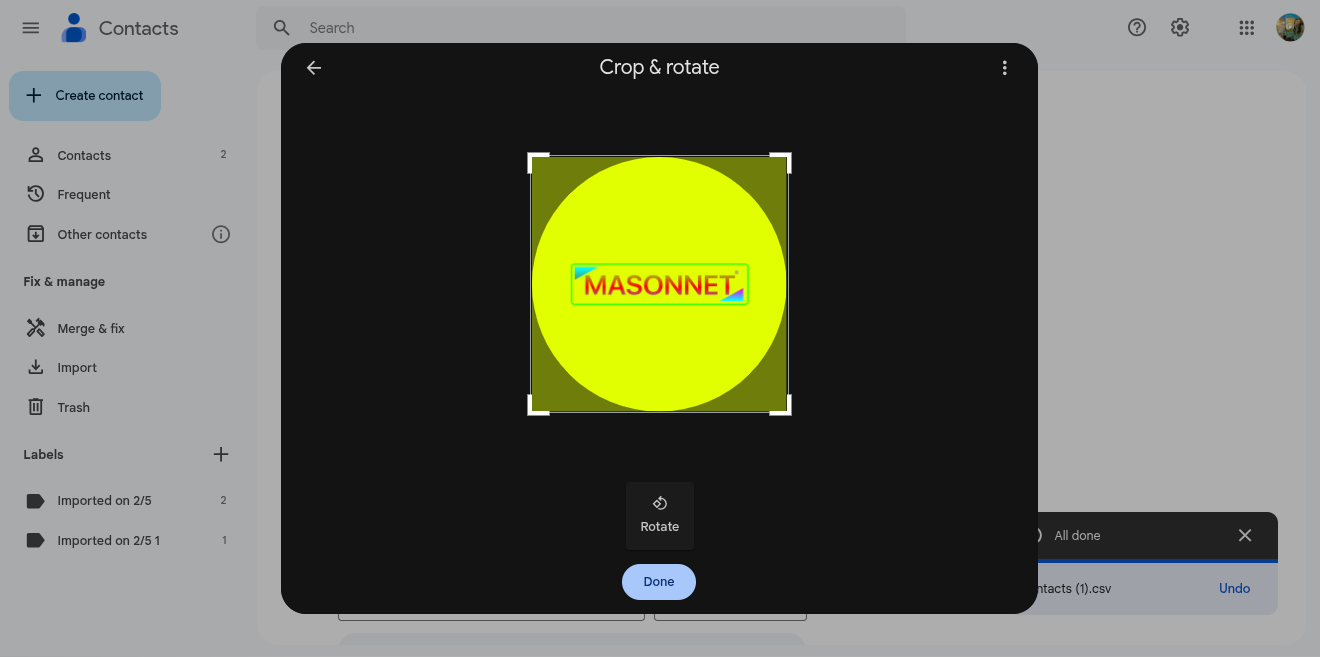 Contacts
Search
Crop & rotate
Create contact
Contacts 2
Frequent
Other contacts
Fix & manage
Merge & fix
Import
Trash
Labels
Imported on 2/5 2
Imported on 2/5 1 1
MASONNET
Rotate
Done
All done
ntacts (1).csv
Undo